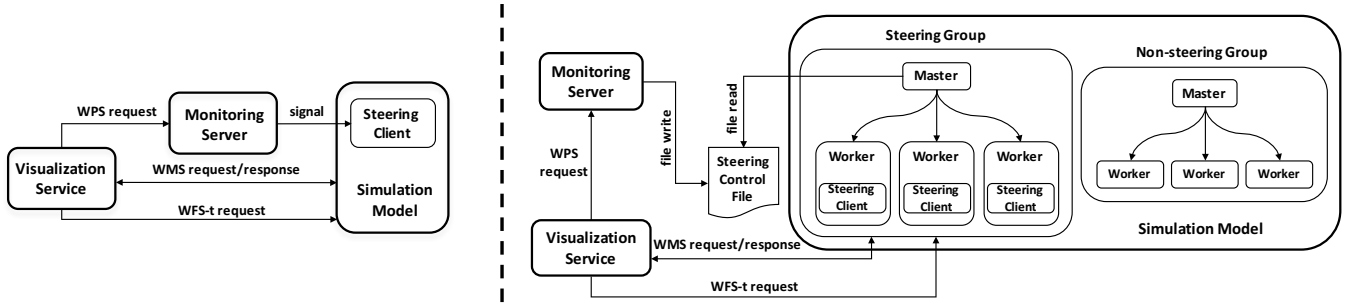 WPS request
Monitoring
Server
signal
Steering
Client
Visualization
Service
WMS request/response
WFS-t request
Simulation
Model
Monitoring
Server
WPS
request
file write
file read
Steering
Control
File
Visualization
Service
WMS request/response
WFS-t request
Steering Group
Master
Worker
Steering
Client
Worker
Steering
Client
Worker
Steering
Client
Non-steering Group
Master
Worker
Worker
Worker
Simulation Model